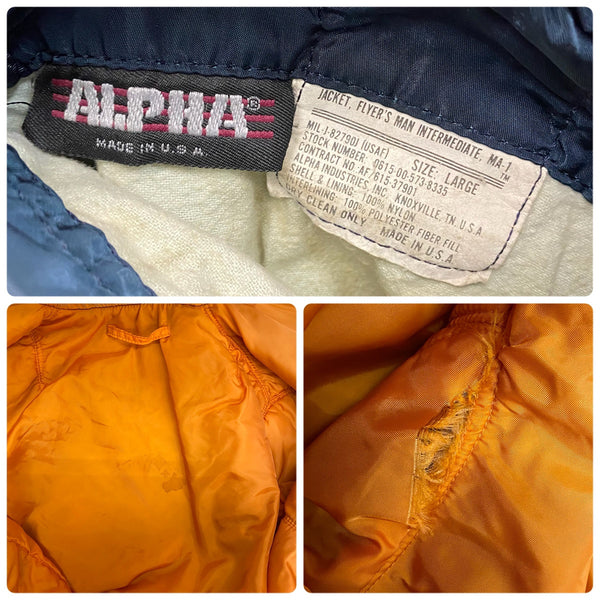 ALPHA®
MADE IN U.S.A.
JACKET, FLYER'S MAN INTERMEDIATE, MA-1,
MIL-J-8279DJ (USAF) SIZE: LARGE
STOCK NUMBER: 0615-00-573-8335
CONTRACT NO. AF/615-37901
ALPHA INDUSTRIES INC. KNOXVILLE, TN. U.S.A
SHELL & LINING:-100% NYLON
INTERLINING: 100% POLYESTER FIBER FILL
DRY CLEAN ONLY. MADE IN U.S.A
TM